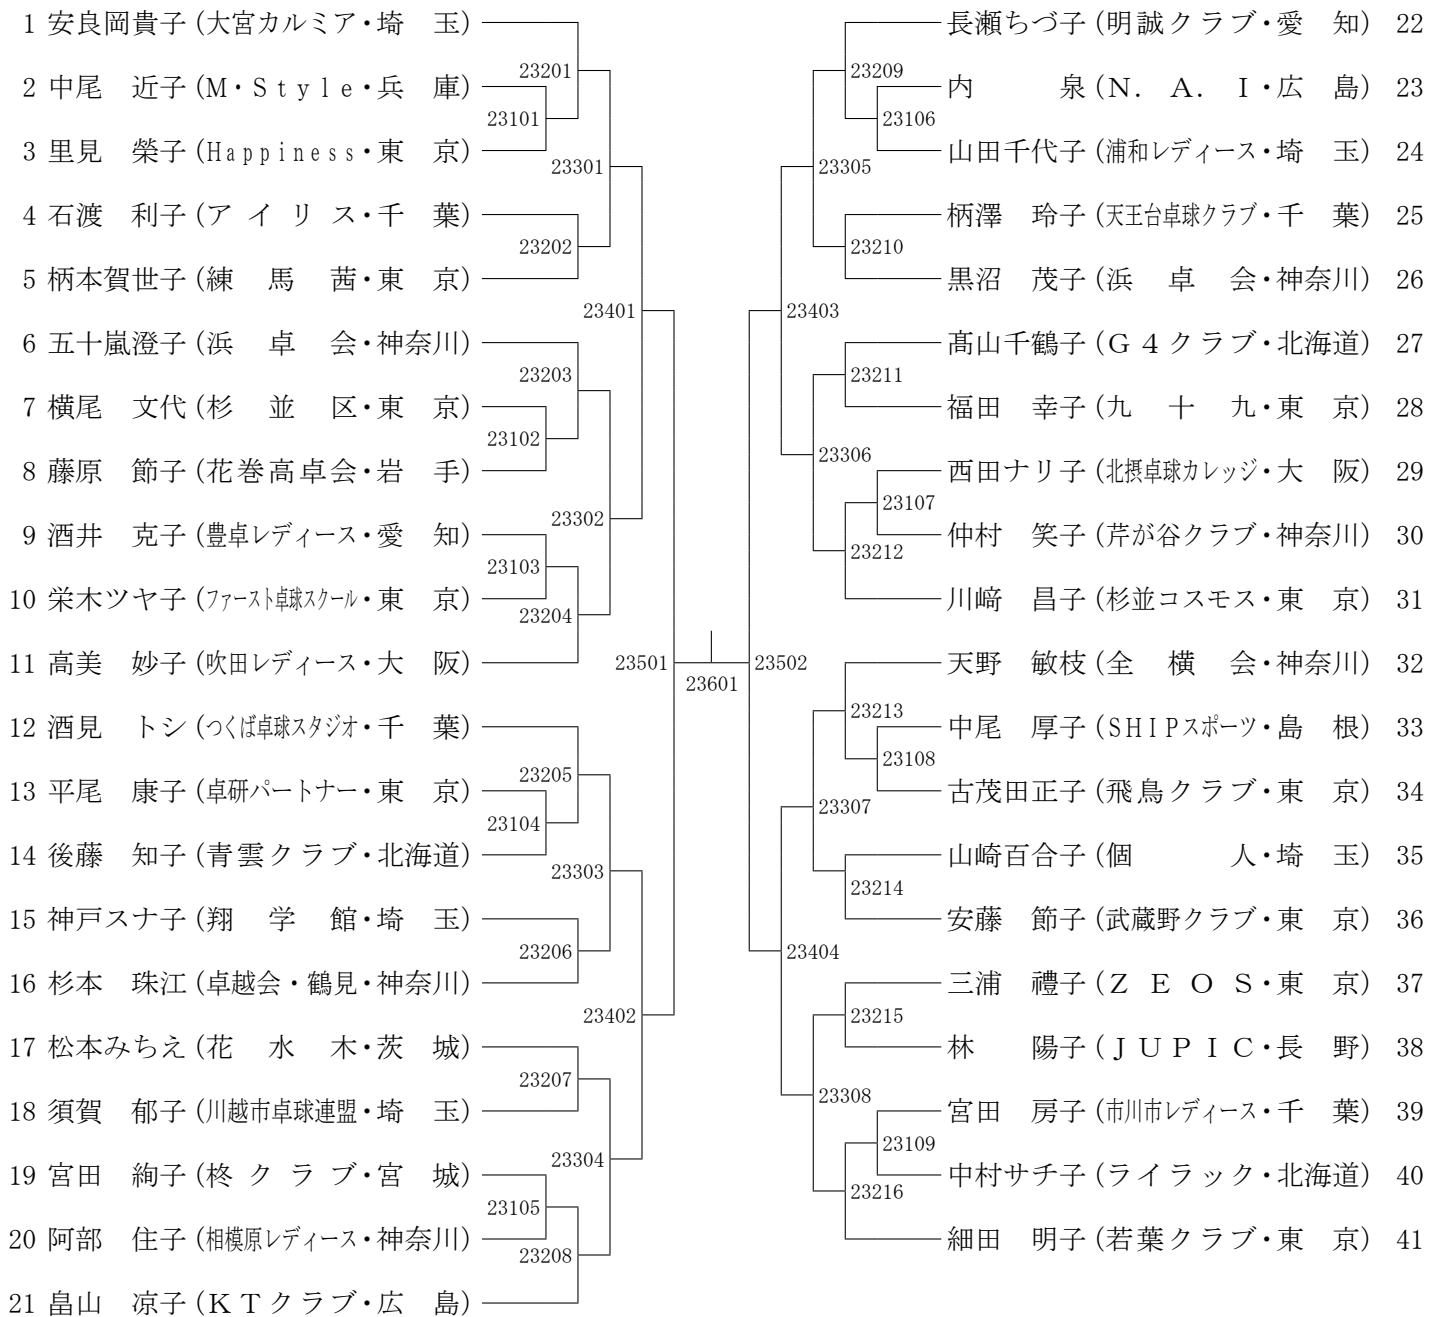 1 安良岡貴子 (大宮カルミア・埼 玉)
23201
2 中尾 近子 (M・Style・兵 庫)
23101
3 里見 榮子 (Happiness・東 京)
23301
4 石渡 利子 (アイリス・千 葉)
23202
5 柄本賀世子 (練馬茜・東 京)
23401
6 五十嵐澄子 (浜卓会・神奈川)
23203
7 横尾 文代 (杉並区・東 京)
23102
8 藤原 節子 (花巻高卓会・岩 手)
23302
9 酒井 克子 (豊卓レディース・愛 知)
23103
10 栄木ツヤ子 (ファースト卓球スクール・東 京)
23204
11 高美 妙子 (吹田レディース・大 阪)
23501
12 酒見 トシ (つくば卓球スタジオ・千 葉)
23205
13 平尾 康子 (卓研パートナー・東 京)
23104
14 後藤 知子 (青雲クラブ・北海道)
23303
15 神戸スナ子 (翔学館・埼 玉)
23206
16 杉本 珠江 (卓越会・鶴見・神奈川)
23402
17 松本みちえ (花水木・茨 城)
23207
18 須賀 郁子 (川越市卓球連盟・埼 玉)
23304
19 宮田 絢子 (柊クラブ・宮 城)
23105
20 阿部 住子 (相模原レディース・神奈川)
23208
21 畠山 凉子 (KTクラブ・広 島)
23601
長瀬ちづ子 (明誠クラブ・愛 知) 22
23209
内 泉 (N.A.I・広 島) 23
23106
山田千代子 (浦和レディース・埼 玉) 24
23305
柄澤 玲子 (天王台卓球クラブ・千 葉) 25
23210
黒沼 茂子 (浜卓会・神奈川) 26
23403
髙山千鶴子 (G4クラブ・北海道) 27
23211
福田 幸子 (九十九・東 京) 28
23306
西田ナリ子 (北摂卓球カレッジ・大 阪) 29
23107
仲村 笑子 (芹が谷クラブ・神奈川) 30
23212
川﨑 昌子 (杉並コスモス・東 京) 31
23502
天野 敏枝 (全横会・神奈川) 32
23213
中尾 厚子 (SHIPスポーツ・島 根) 33
23108
古茂田正子 (飛鳥クラブ・東 京) 34
23307
山崎百合子 (個人・埼 玉) 35
23214
安藤 節子 (武蔵野クラブ・東 京) 36
23404
三浦 禮子 (ZEOS・東 京) 37
23215
林 陽子 (JUPIC・長 野) 38
23308
宮田 房子 (市川市レディース・千 葉) 39
23109
中村サチ子 (ライラック・北海道) 40
23216
細田 明子 (若葉クラブ・東 京) 41